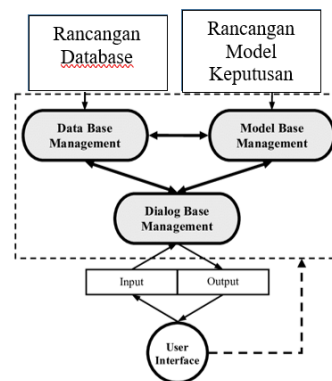 Rancangan
Database
Rancangan
Model
Keputusan
Data Base
Management
Model Base
Management
Dialog Base
Management
Input
Output
User
Interface